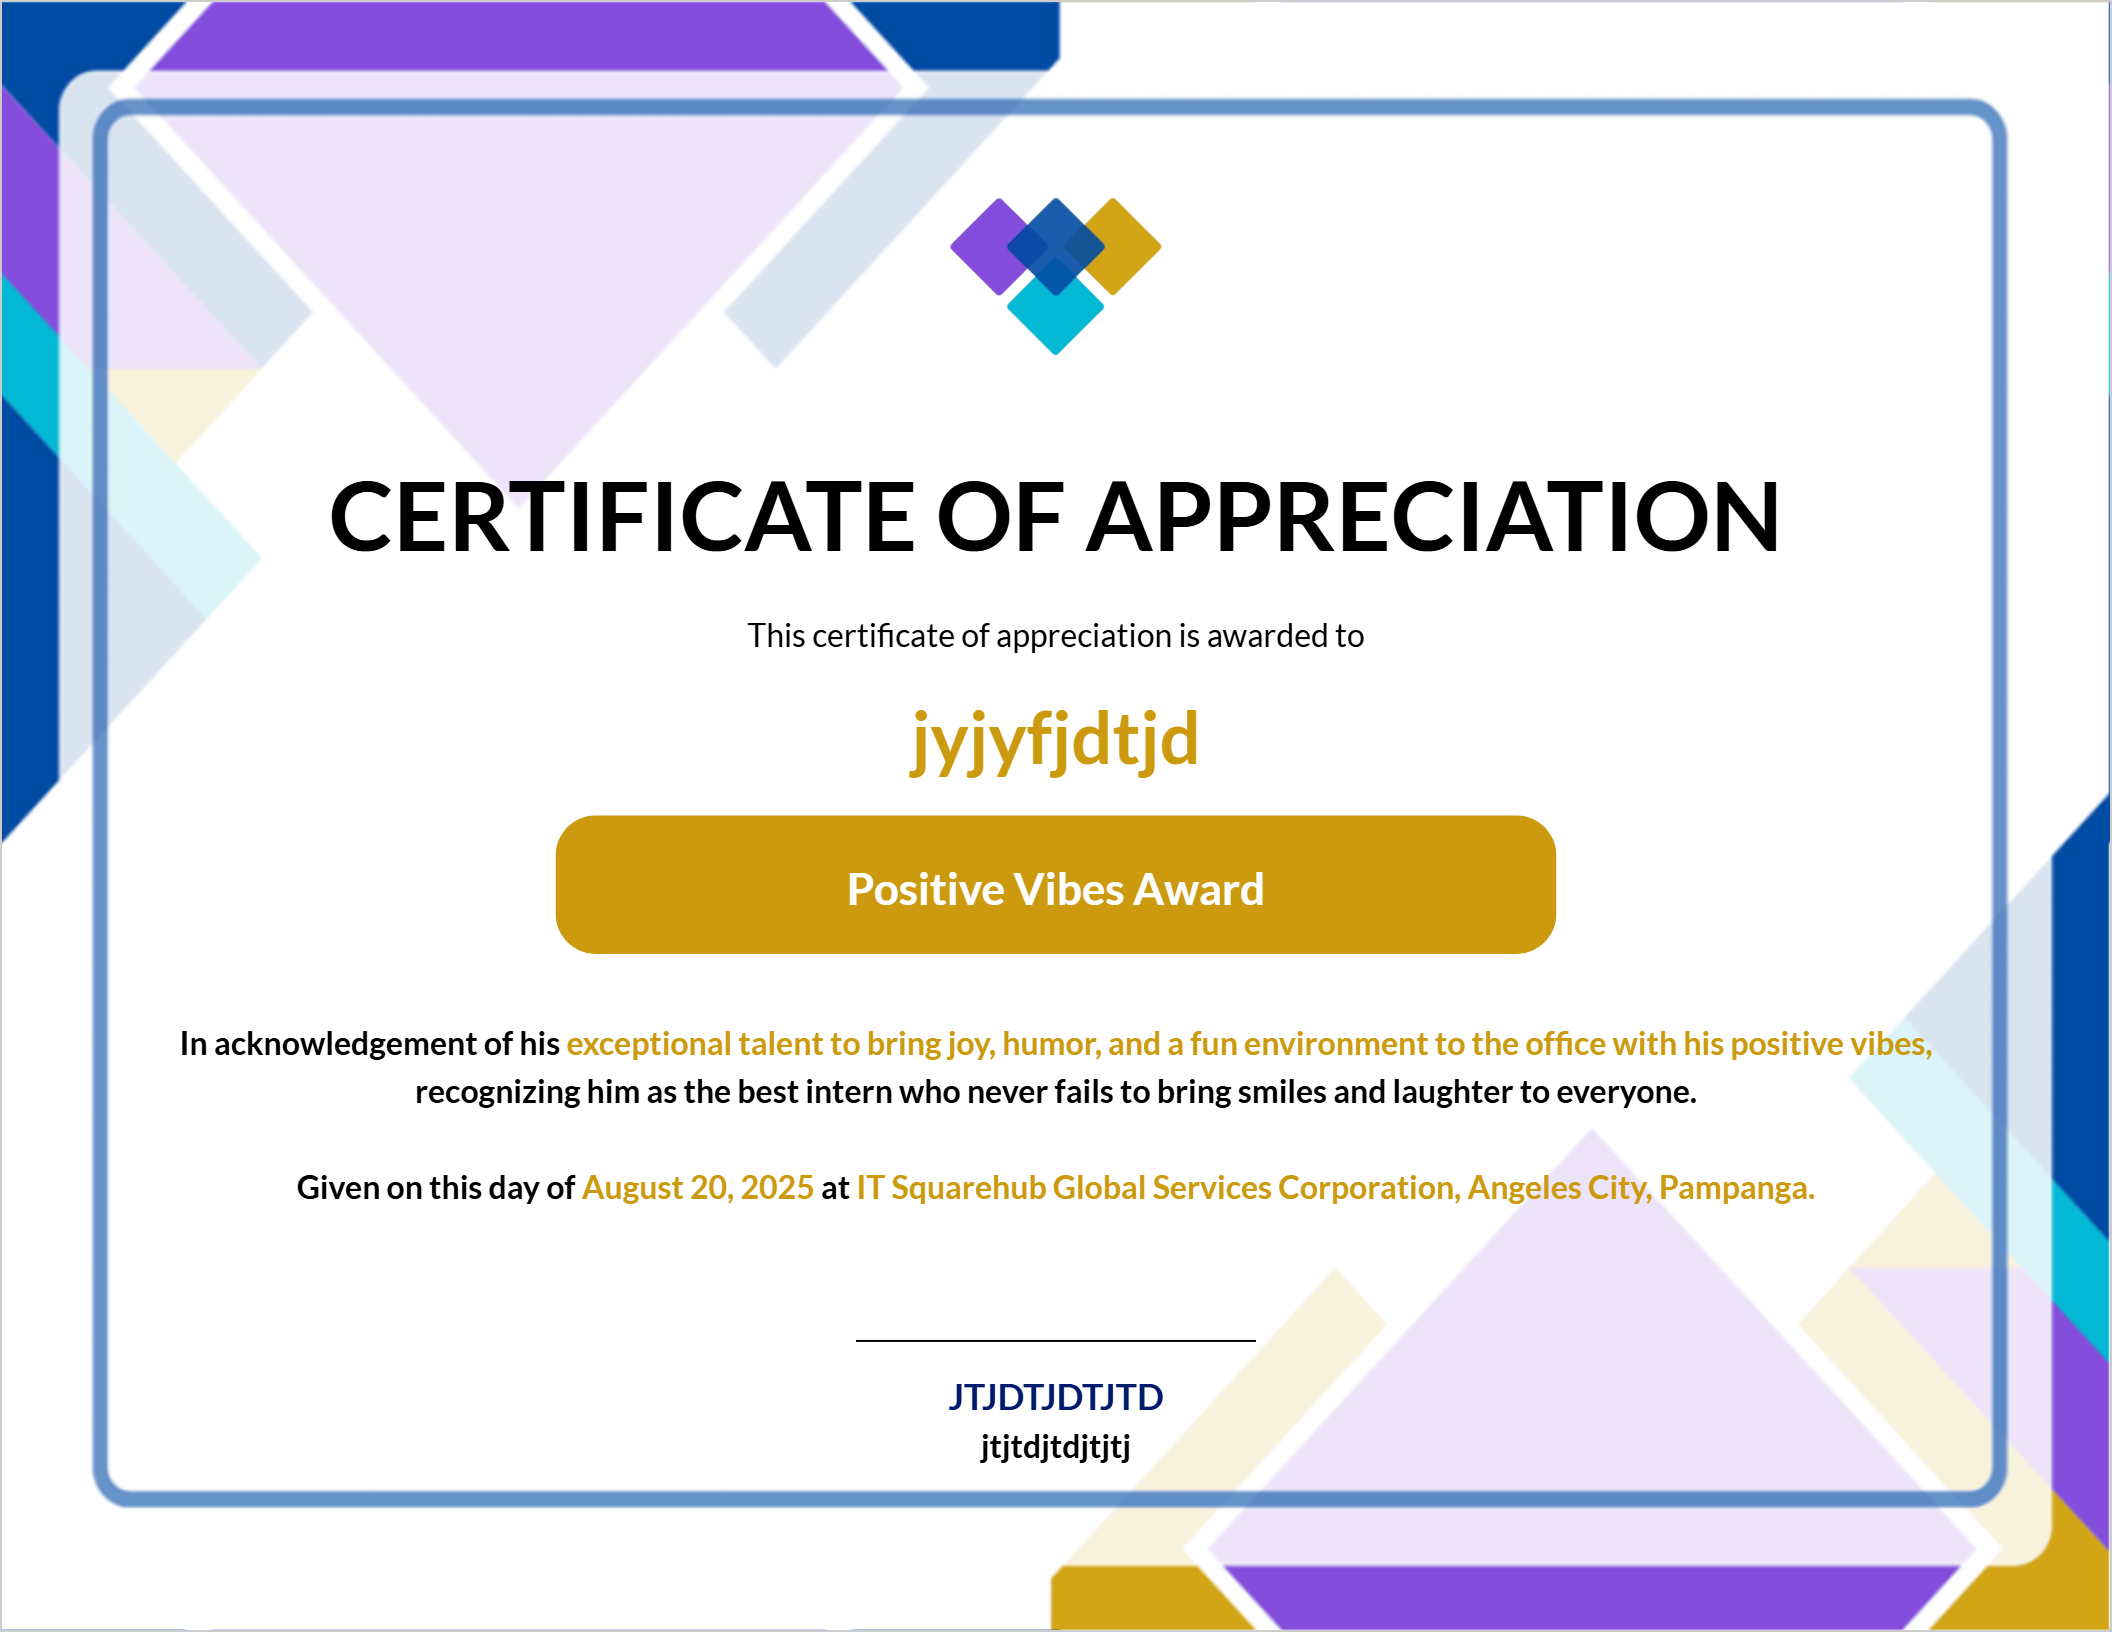 CERTIFICATE OF APPRECIATION
This certificate of appreciation is awarded to
jyjyfjdtjd
Positive Vibes Award
In acknowledgement of his exceptional talent to bring joy, humor, and a fun environment to the office with his positive vibes,
recognizing him as the best intern who never fails to bring smiles and laughter to everyone.
Given on this day of August 20, 2025 at IT Squarehub Global Services Corporation, Angeles City, Pampanga.
JTJDTJDTJTD
jtjtdjtdjtjtj